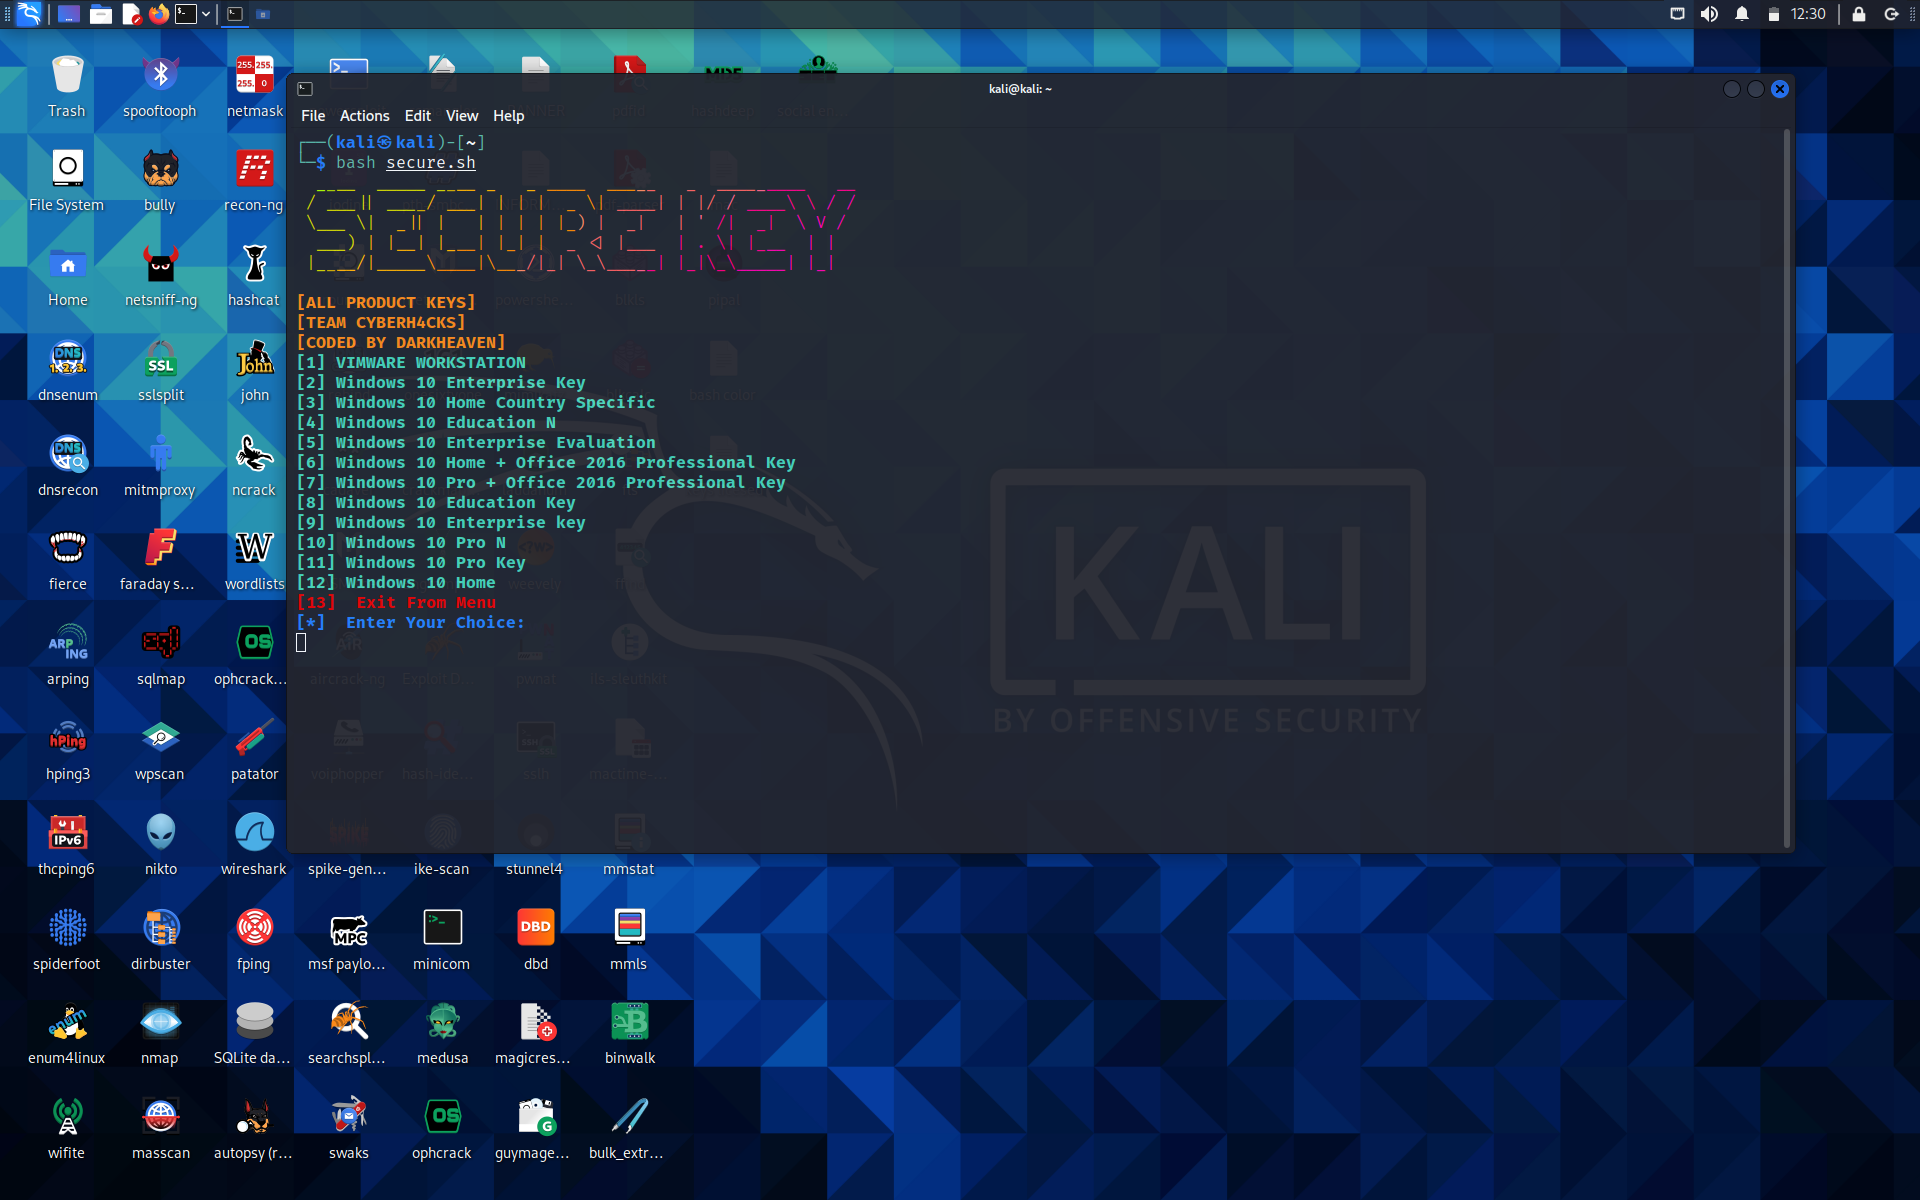 12:30
kali@kali: ~
File Actions Edit View Help
(kali㉿kali)-[~]
$ bash secure.sh
SECURE KEY
[ALL PRODUCT KEYS]
[TEAM CYBERH4CKS]
[CODED BY DARKHEAVEN]
[1] VIMWARE WORKSTATION
[2] Windows 10 Enterprise Key
[3] Windows 10 Home Country Specific
[4] Windows 10 Education N
[5] Windows 10 Enterprise Evaluation
[6] Windows 10 Home + Office 2016 Professional Key
[7] Windows 10 Pro + Office 2016 Professional Key
[8] Windows 10 Education Key
[9] Windows 10 Enterprise key
[10] Windows 10 Pro N
[11] Windows 10 Pro Key
[12] Windows 10 Home
[13] Exit From Menu
[*] Enter Your Choice:
KALI
BY OFFENSIVE SECURITY
Trash spooftooph netmask
File System bully recon-ng
Home netsniff-ng hashcat
dnsenum sslsplit john
dnsrecon mitmproxy ncrack
fierce faraday s... wordlists
arping sqlmap ophcrack... aircrack-ng
hping3 wpscan patator voiphopper hash-ide... sslh mactime-...
thcping6 nikto wireshark spike-gen... ike-scan stunnel4 mmstat
spiderfoot dirbuster fping msf paylo... minicom dbd mmls
enum4linux nmap SQLite da... searchspl... medusa magicres... binwalk
wifite masscan autopsy (r... swaks ophcrack guymage... bulk_extr...